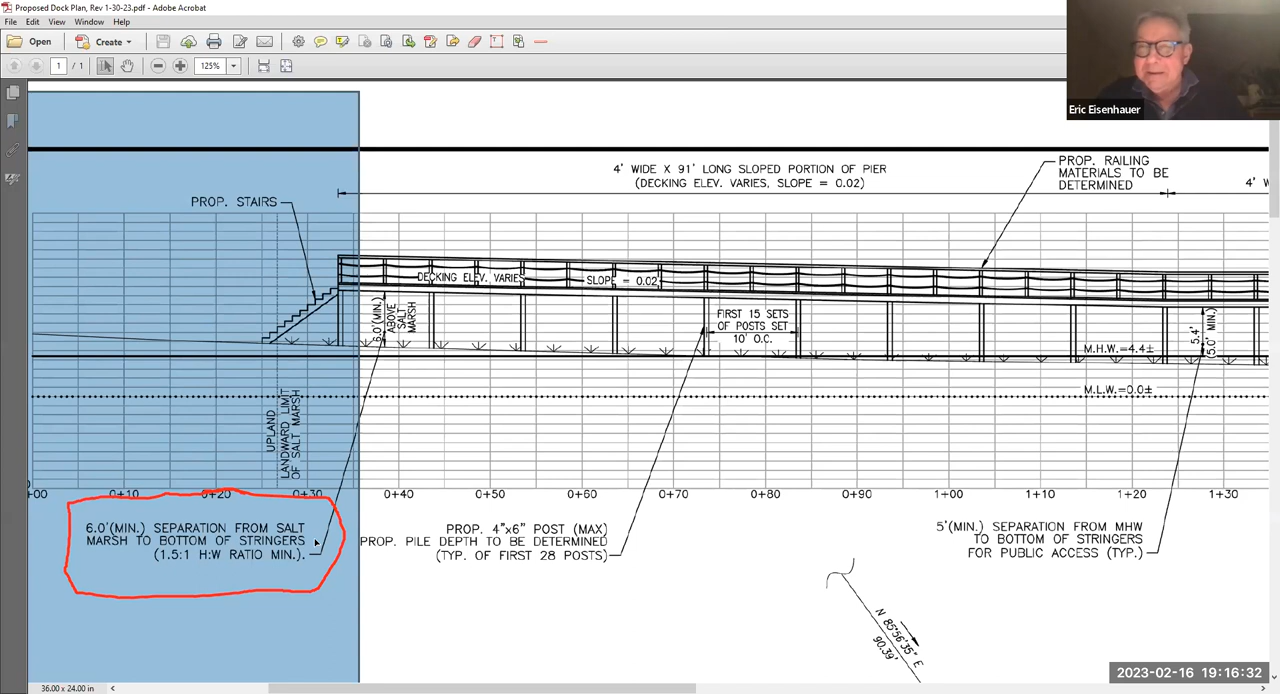 Proposed Dock Plan, Rev 1-30-23.pdf - Adobe Acrobat
File Edit View Window Help
Open Create
1 / 1 125%
Eric Eisenhauer
4' WIDE X 91' LONG SLOPED PORTION OF PIER
(DECKING ELEV. VARIES, SLOPE = 0.02)
PROP. RAILING
MATERIALS TO BE
DETERMINED
4' W
PROP. STAIRS
DECKING ELEV. VARIES
SLOPE = 0.02'
6.0'(MIN.)
ABOVE
SALT
MARSH
FIRST 15 SETS
OF POSTS SET
10' O.C.
M.H.W.=4.4±
5.4'
(5.0' MIN.)
M.L.W.=0.0±
UPLAND
LANDWARD LIMIT
OF SALT MARSH
0+00 0+10 0+20 0+30 0+40 0+50 0+60 0+70 0+80 0+90 1+00 1+10 1+20 1+30
6.0'(MIN.) SEPARATION FROM SALT
MARSH TO BOTTOM OF STRINGERS
(1.5:1 H:W RATIO MIN.).
PROP. 4"x6" POST (MAX)
PROP. PILE DEPTH TO BE DETERMINED
(TYP. OF FIRST 28 POSTS)
5'(MIN.) SEPARATION FROM MHW
TO BOTTOM OF STRINGERS
FOR PUBLIC ACCESS (TYP.)
N 85°56'35" E
90.39'
2023-02-16 19:16:32
36.00 x 24.00 in